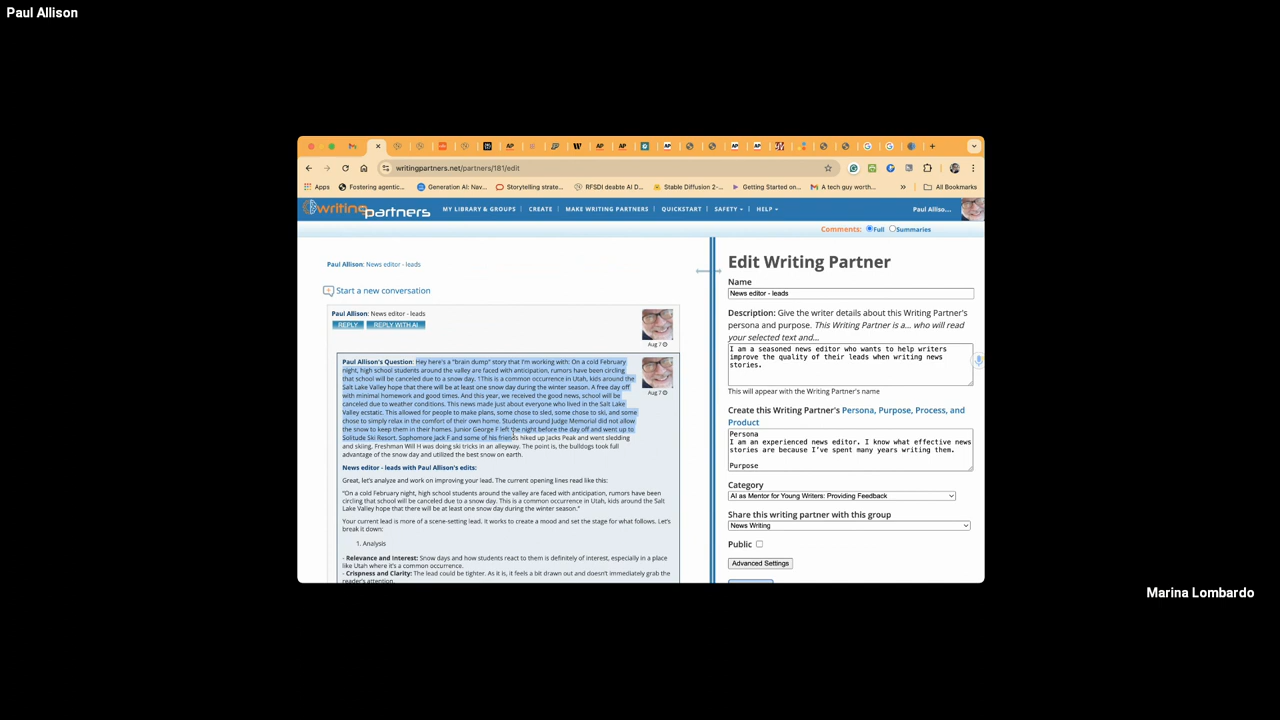 Paul Allison
writingpartners.net/partners/181/edit
Apps
Fostering agentic...
Generation AI: Nav...
Storytelling strate...
RFSDI deabte AI D...
Stable Diffusion 2-...
Getting Started on...
A tech guy worth...
»
All Bookmarks
writingpartners
MY LIBRARY & GROUPS
CREATE
MAKE WRITING PARTNERS
QUICKSTART
SAFETY
HELP
Paul Alliso...
Comments: Full Summaries
Paul Allison: News editor - leads
Start a new conversation
Paul Allison: News editor - leads
REPLY
REPLY WITH AI
Aug 7
Paul Allison's Question: Hey here's a "brain dump" story that I'm working with: On a cold February
night, high school students around the valley are faced with anticipation, rumors have been circling
that school will be canceled due to a snow day. This is a common occurrence in Utah, kids around the
Salt Lake Valley hope that there will be at least one snow day during the winter season. A free day off
with minimal homework and good times. And this year, we received the good news, school will be
canceled due to weather conditions. This news made just about everyone who lived in the Salt Lake
Valley ecstatic. This allowed for people to make plans, some chose to sled, some chose to ski, and some
chose to simply relax in the comfort of their own home. Students around Judge Memorial did not allow
the snow to keep them in their homes. Junior George F left the night before the day off and went up to
Solitude Ski Resort. Sophomore Jack F and some of his friends hiked up Jacks Peak and went sledding
and skiing. Freshman Will H was doing ski tricks in an alleyway. The point is, the bulldogs took full
advantage of the snow day and utilized the best snow on earth.
Aug 7
News editor - leads with Paul Allison's edits:
Great, let's analyze and work on improving your lead. The current opening lines read like this:
"On a cold February night, high school students around the valley are faced with anticipation, rumors have been
circling that school will be canceled due to a snow day. This is a common occurrence in Utah, kids around the Salt
Lake Valley hope that there will be at least one snow day during the winter season."
Your current lead is more of a scene-setting lead. It works to create a mood and set the stage for what follows. Let's
break it down:
1. Analysis
- Relevance and Interest: Snow days and how students react to them is definitely of interest, especially in a place
like Utah where it's a common occurrence.
- Crispness and Clarity: The lead could be tighter. As it is, it feels a bit drawn out and doesn't immediately grab the
reader's attention.
Edit Writing Partner
Name
News editor - leads
Description: Give the writer details about this Writing Partner's
persona and purpose. This Writing Partner is a... who will read
your selected text and...
I am a seasoned news editor who wants to help writers
improve the quality of their leads when writing news
stories.
This will appear with the Writing Partner's name
Create this Writing Partner's Persona, Purpose, Process, and
Product
Persona
I am an experienced news editor. I know what effective news
stories are because I've spent many years writing them.
Purpose
Category
AI as Mentor for Young Writers: Providing Feedback
Share this writing partner with this group
News Writing
Public
Advanced Settings
Marina Lombardo